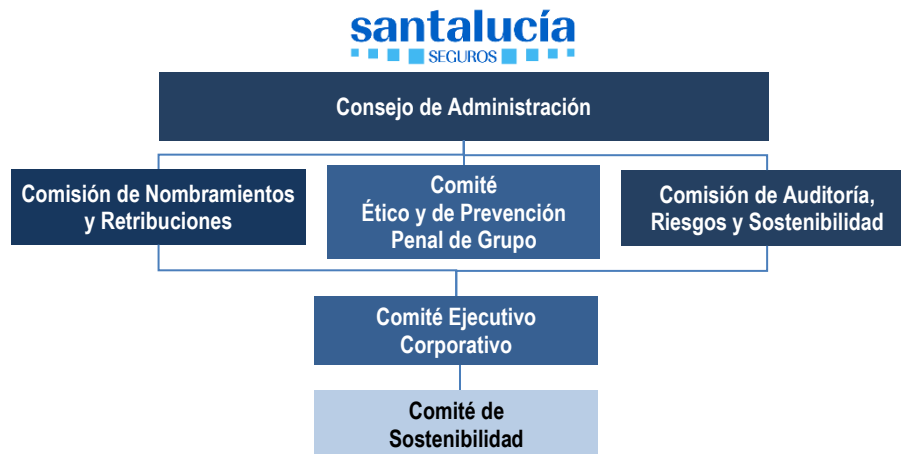 santalucía
SEGUROS
Consejo de Administración
Comisión de Nombramientos
y Retribuciones
Comité
Ético y de Prevención
Penal de Grupo
Comisión de Auditoría,
Riesgos y Sostenibilidad
Comité Ejecutivo
Corporativo
Comité de
Sostenibilidad